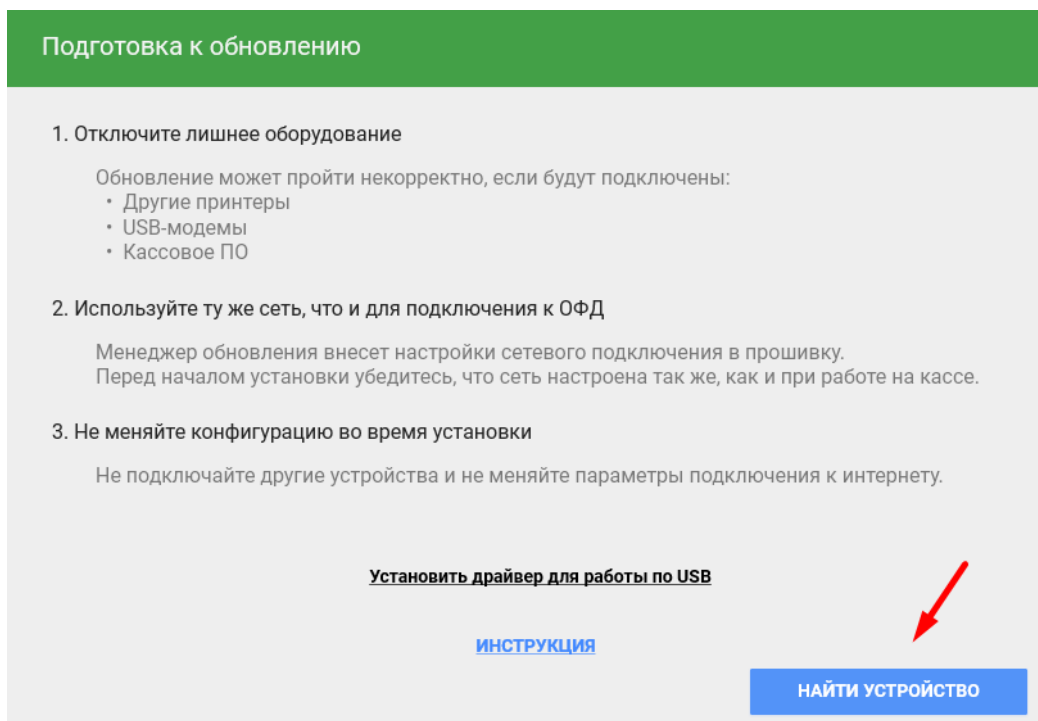 Подготовка к обновлению
1. Отключите лишнее оборудование
Обновление может пройти некорректно, если будут подключены:
• Другие принтеры
• USB-модемы
• Кассовое ПО
2. Используйте ту же сеть, что и для подключения к ОФД
Менеджер обновления внесет настройки сетевого подключения в прошивку.
Перед началом установки убедитесь, что сеть настроена так же, как и при работе на кассе.
3. Не меняйте конфигурацию во время установки
Не подключайте другие устройства и не меняйте параметры подключения к интернету.
Установить драйвер для работы по USB
ИНСТРУКЦИЯ
НАЙТИ УСТРОЙСТВО